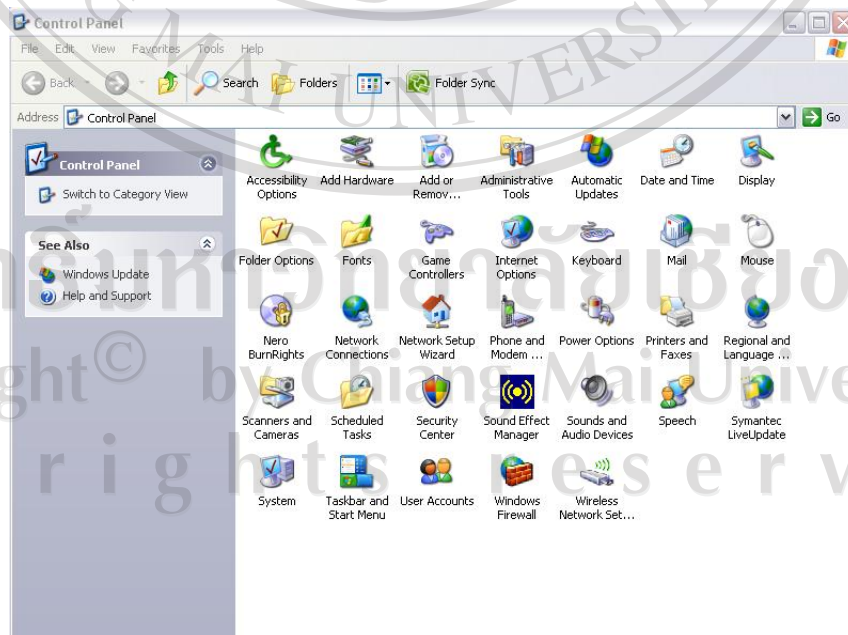 Control Panel
File Edit View Favorites Tools Help
Back Search Folders Folder Sync
Address Control Panel Go
Control Panel
Switch to Category View
See Also
Windows Update
Help and Support
Accessibility Options
Add Hardware
Add or Remov...
Administrative Tools
Automatic Updates
Date and Time
Display
Folder Options
Fonts
Game Controllers
Internet Options
Keyboard
Mail
Mouse
Nero BurnRights
Network Connections
Network Setup Wizard
Phone and Modem ...
Power Options
Printers and Faxes
Regional and Language ...
Scanners and Cameras
Scheduled Tasks
Security Center
Sound Effect Manager
Sounds and Audio Devices
Speech
Symantec LiveUpdate
System
Taskbar and Start Menu
User Accounts
Windows Firewall
Wireless Network Set...
MAI UNIVERSI
©  by Chiang Mai Unive
rights reserv